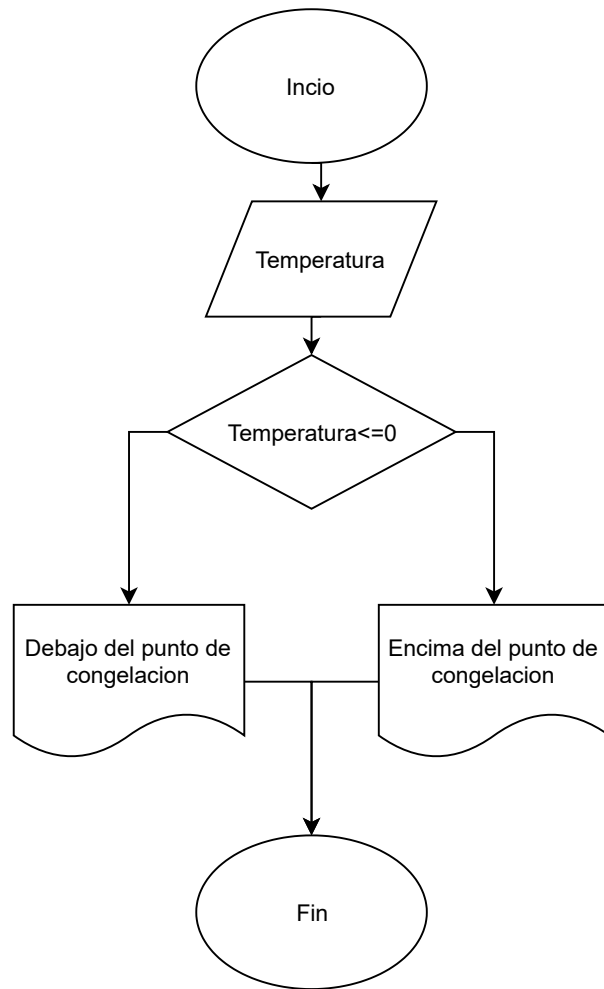 Incio
Temperatura
Temperatura<=0
Debajo del punto de
congelacion
Encima del punto de
congelacion
Fin